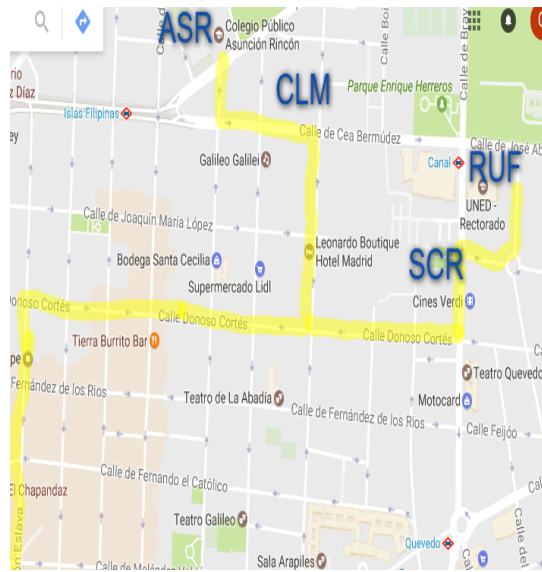 ASR
Colegio Público
Asunción Rincón
CLM
Parque Enrique Herreros
Islas Filipinas
Calle de Cea Bermúdez
Calle de José Ab
Canal
RUF
UNED -
Rectorado
Galileo Galilei
Calle de Joaquín María López
Leonardo Boutique
Hotel Madrid
Bodega Santa Cecilia
Supermercado Lidl
SCR
Cines Verdi
Donoso Cortés
Calle Donoso Cortés
Calle Donoso Cortés
Tierra Burrito Bar
Teatro Quevedo
Fernández de los Rios
Teatro de La Abadía
Motocard
Calle de Fernández de los Rios
Calle Feijóo
Calle de Fernando el Católico
El Chapandaz
Teatro Galileo
Quevedo
Sala Arapiles
Calle del